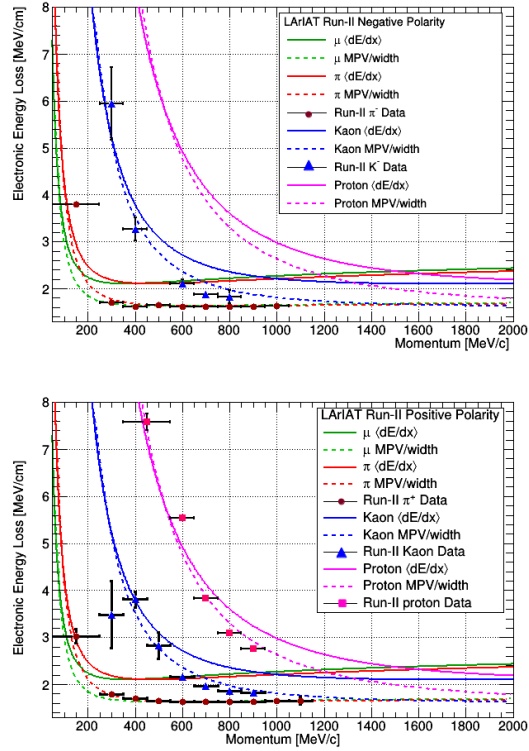 LArIAT Run-II Negative Polarity
μ ⟨dE/dx⟩
μ MPV/width
π ⟨dE/dx⟩
π MPV/width
Run-II π⁻ Data
Kaon ⟨dE/dx⟩
Kaon MPV/width
Run-II K⁻ Data
Proton ⟨dE/dx⟩
Proton MPV/width
Electronic Energy Loss [MeV/cm]
8
7
6
5
4
3
2
200 400 600 800 1000 1200 1400 1600 1800 2000
Momentum [MeV/c]
LArIAT Run-II Positive Polarity
μ ⟨dE/dx⟩
μ MPV/width
π ⟨dE/dx⟩
π MPV/width
Run-II π⁺ Data
Kaon ⟨dE/dx⟩
Kaon MPV/width
Run-II Kaon Data
Proton ⟨dE/dx⟩
Proton MPV/width
Run-II proton Data
Electronic Energy Loss [MeV/cm]
8
7
6
5
4
3
2
200 400 600 800 1000 1200 1400 1600 1800 2000
Momentum [MeV/c]